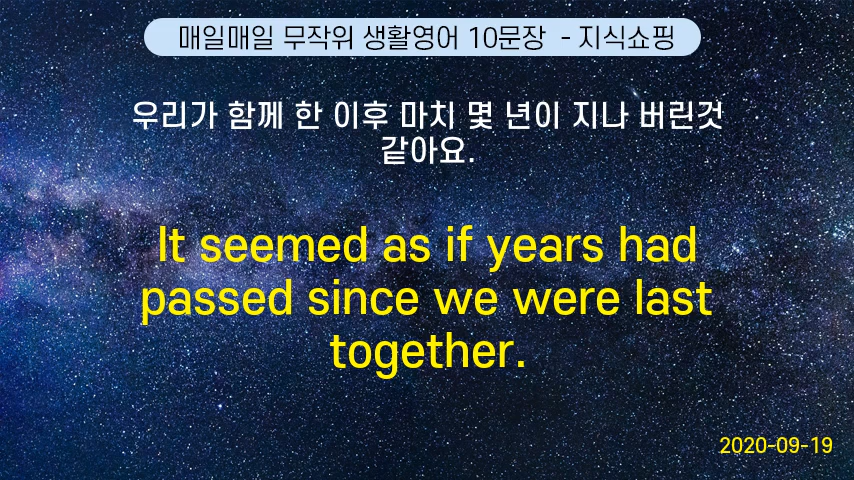 매일매일 무작위 생활영어 10문장 - 지식쇼핑
우리가 함께 한 이후 마치 몇 년이 지나 버린것
같아요.
It seemed as if years had
passed since we were last
together.
2020-09-19